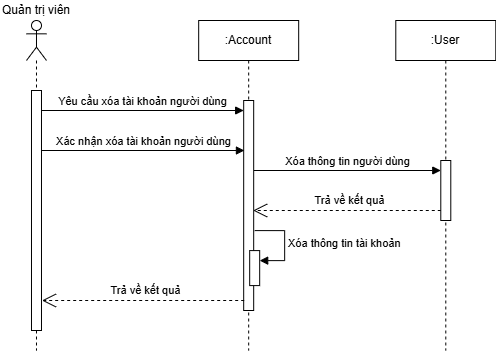 Quản trị viên
:Account
:User
Yêu cầu xóa tài khoản người dùng
Xác nhận xóa tài khoản người dùng
Xóa thông tin người dùng
Trả về kết quả
Xóa thông tin tài khoản
Trả về kết quả